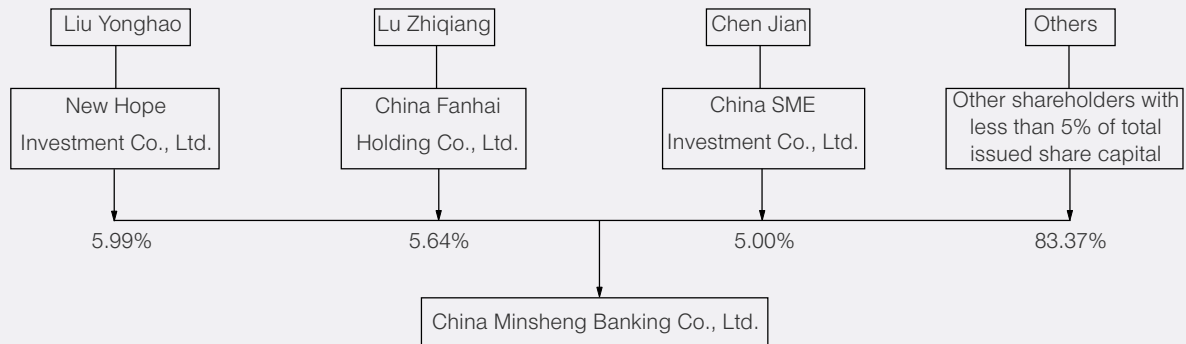 Liu Yonghao
Lu Zhiqiang
Chen Jian
Others
New Hope
Investment Co., Ltd.
China Fanhai
Holding Co., Ltd.
China SME
Investment Co., Ltd.
Other shareholders with
less than 5% of total
issued share capital
5.99%
5.64%
5.00%
83.37%
China Minsheng Banking Co., Ltd.